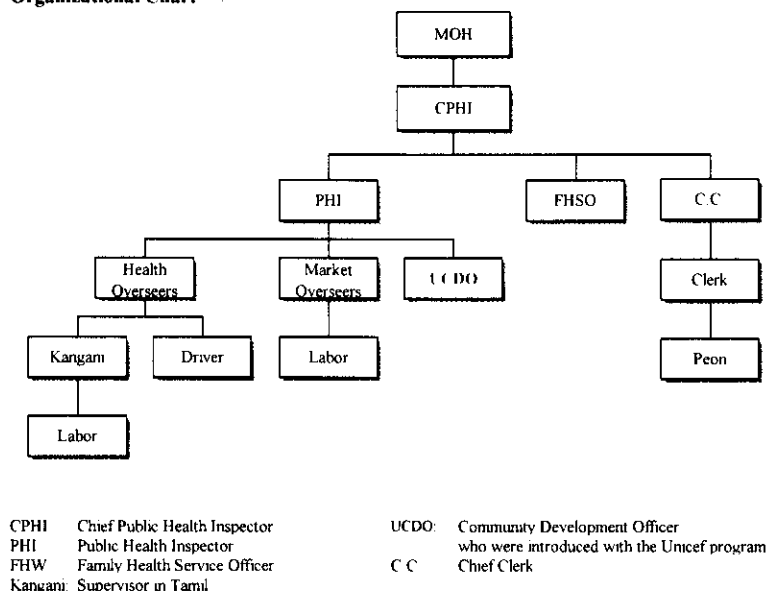 Organizational Chart
MOH
CPHI
PHI
FHSO
C.C
Health
Overseers
Market
Overseers
UCDO
Clerk
Kangani
Driver
Labor
Peon
Labor
CPHI Chief Public Health Inspector
PHI Public Health Inspector
FHW Family Health Service Officer
Kangani: Supervisor in Tamil
UCDO: Community Development Officer
who were introduced with the Unicef program
C C Chief Clerk